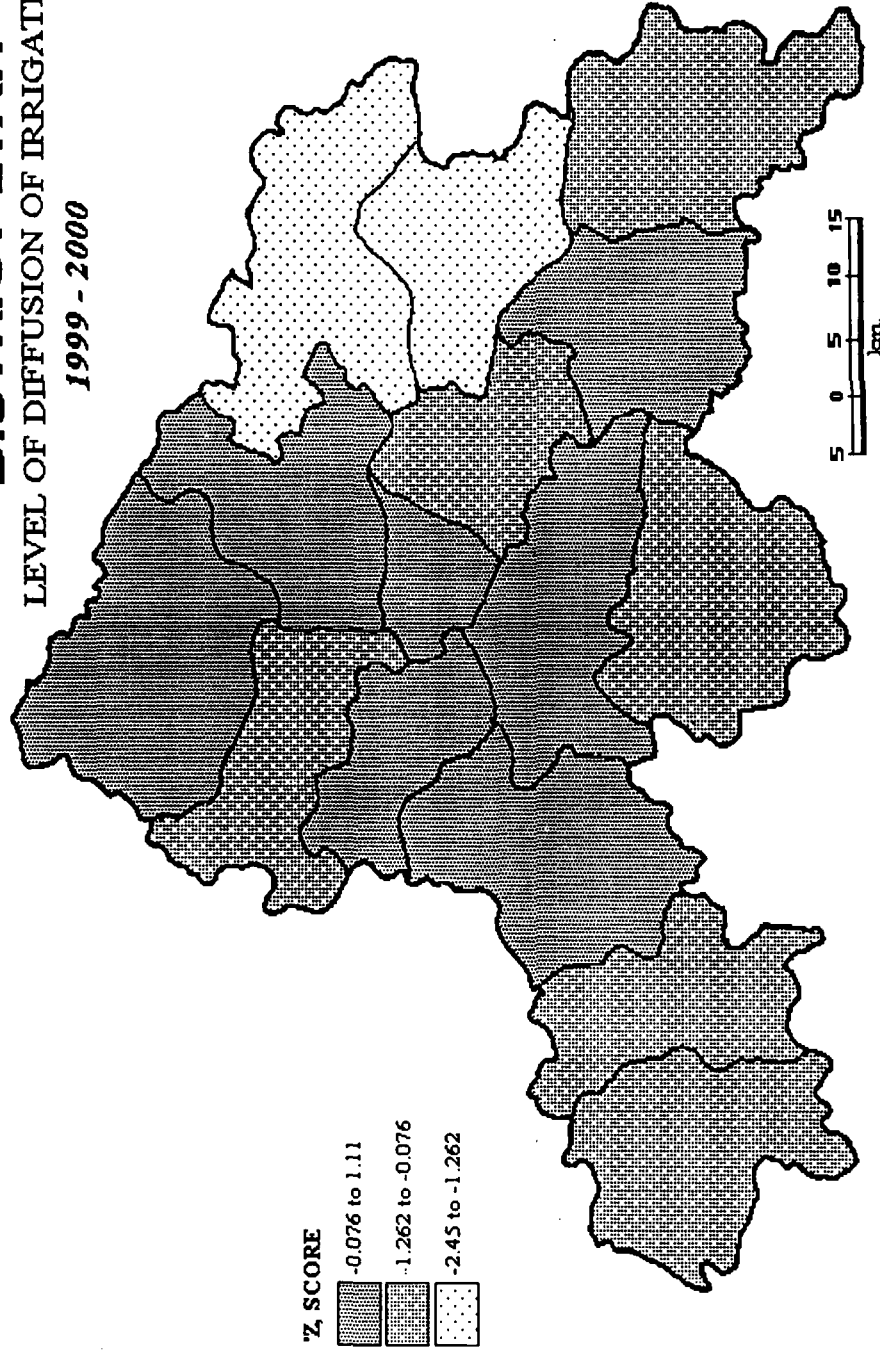 LEVEL OF DIFFUSION OF IRRIGATI
1999 - 2000
'Z, SCORE
-0.076 to 1.11
-1.262 to -0.076
-2.45 to -1.262
5 0 5 10 15
km.